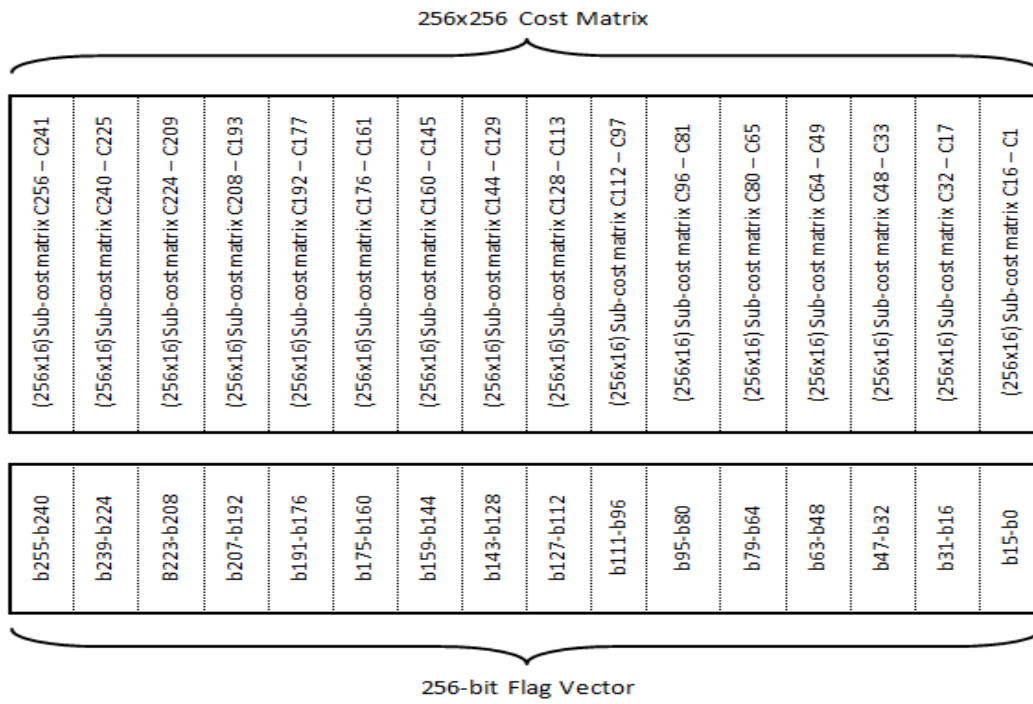 256x256 Cost Matrix
(256x16)Sub-cost matrix C256 – C241
(256x16)Sub-cost matrix C240 – C225
(256x16)Sub-cost matrix C224 – C209
(256x16)Sub-cost matrix C208 – C193
(256x16)Sub-cost matrix C192 – C177
(256x16)Sub-cost matrix C176 – C161
(256x16)Sub-cost matrix C160 – C145
(256x16)Sub-cost matrix C144 – C129
(256x16)Sub-cost matrix C128 – C113
(256x16) Sub-cost matrix C112 – C97
(256x16) Sub-cost matrix C96 – C81
(256x16) Sub-cost matrix C80 – C65
(256x16) Sub-cost matrix C64 – C49
(256x16) Sub-cost matrix C48 – C33
(256x16) Sub-cost matrix C32 – C17
(256x16) Sub-cost matrix C16 – C1
b255-b240
b239-b224
B223-b208
b207-b192
b191-b176
b175-b160
b159-b144
b143-b128
b127-b112
b111-b96
b95-b80
b79-b64
b63-b48
b47-b32
b31-b16
b15-b0
256-bit Flag Vector